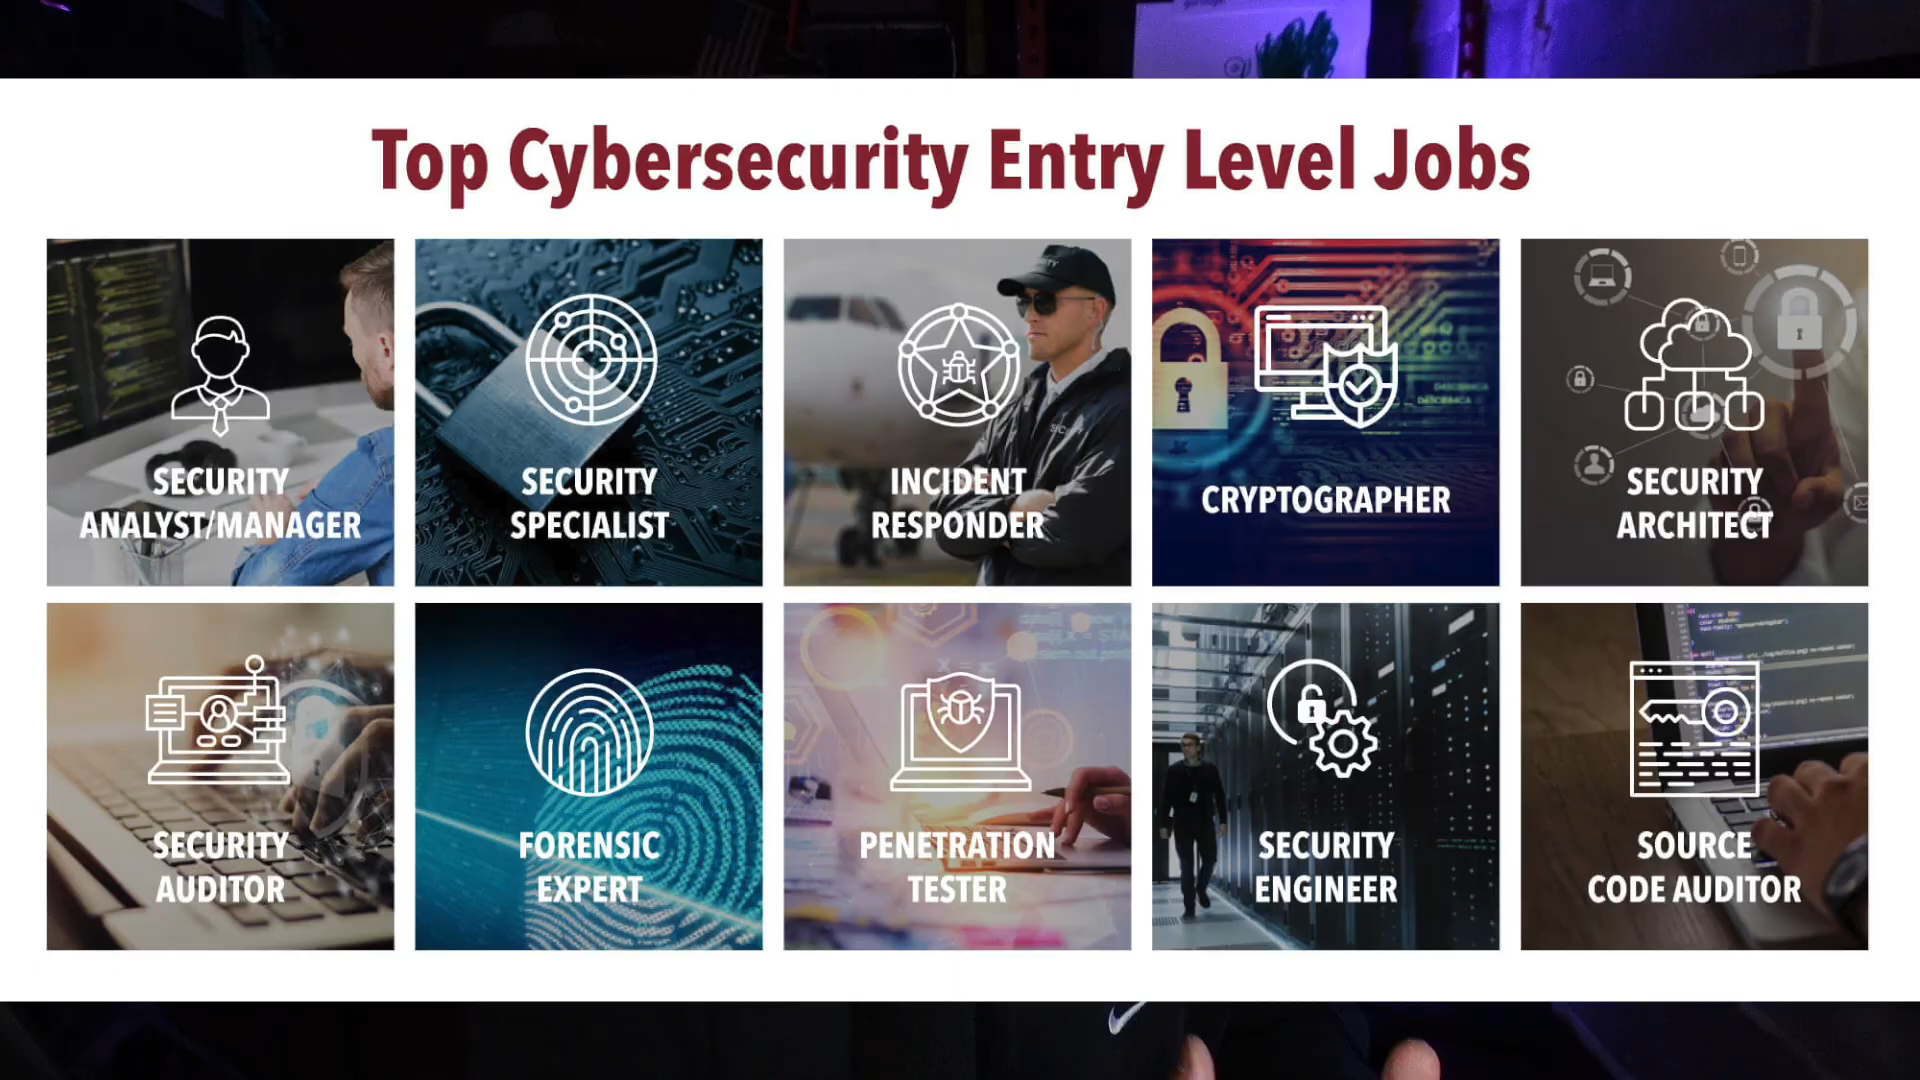 Top Cybersecurity Entry Level Jobs
SECURITY
ANALYST/MANAGER
SECURITY
SPECIALIST
INCIDENT
RESPONDER
CRYPTOGRAPHER
SECURITY
ARCHITECT
SECURITY
AUDITOR
FORENSIC
EXPERT
PENETRATION
TESTER
SECURITY
ENGINEER
SOURCE
CODE AUDITOR